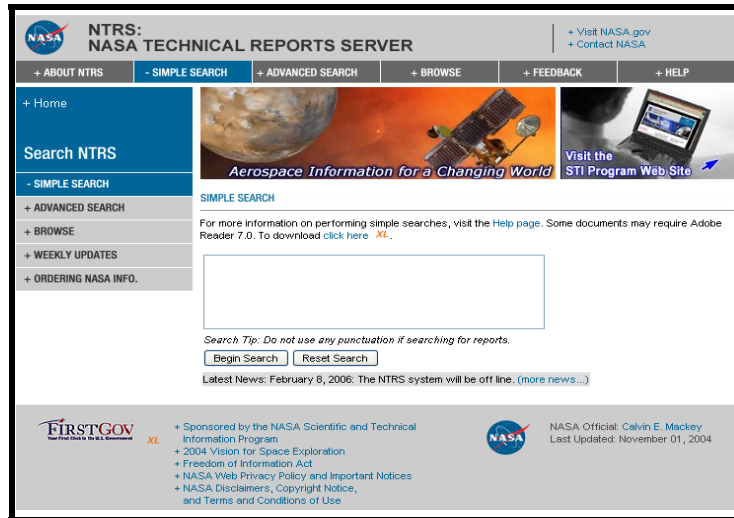 NASA
NTRS:
NASA TECHNICAL REPORTS SERVER
+ Visit NASA.gov
+ Contact NASA
+ ABOUT NTRS
- SIMPLE SEARCH
+ ADVANCED SEARCH
+ BROWSE
+ FEEDBACK
+ HELP
+ Home
Search NTRS
- SIMPLE SEARCH
+ ADVANCED SEARCH
+ BROWSE
+ WEEKLY UPDATES
+ ORDERING NASA INFO.
Aerospace Information for a Changing World
Visit the
STI Program Web Site
SIMPLE SEARCH
For more information on performing simple searches, visit the Help page. Some documents may require Adobe
Reader 7.0. To download click here XL.
Search Tip: Do not use any punctuation if searching for reports.
Begin Search Reset Search
Latest News: February 8, 2006: The NTRS system will be off line. (more news...)
FIRSTGOV
Your First Click to the U.S. Government
XL
+ Sponsored by the NASA Scientific and Technical
Information Program
+ 2004 Vision for Space Exploration
+ Freedom of Information Act
+ NASA Web Privacy Policy and Important Notices
+ NASA Disclaimers, Copyright Notice,
and Terms and Conditions of Use
NASA
NASA Official: Calvin E. Mackey
Last Updated: November 01, 2004